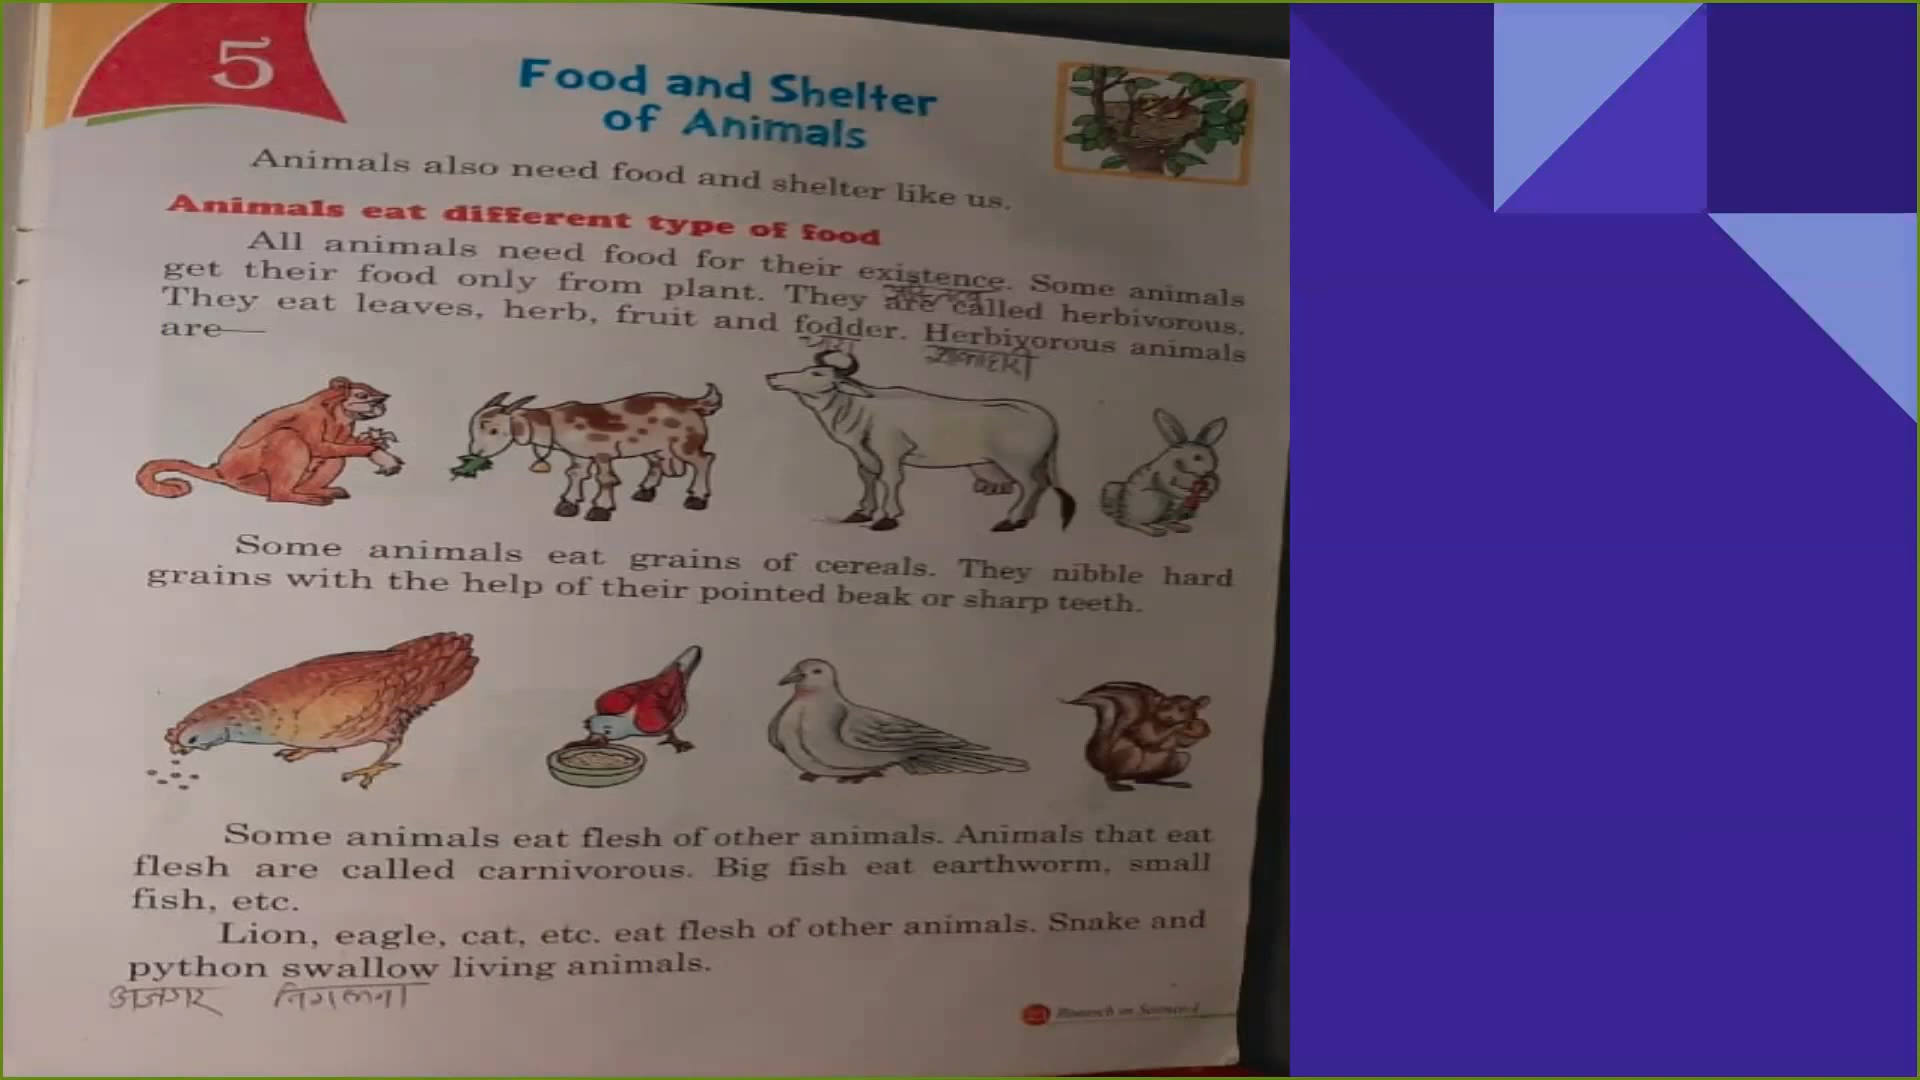 5
Food and Shelter
of Animals
Animals also need food and shelter like us.
Animals eat different type of food
All animals need food for their existence. Some animals
get their food only from plant. They are called herbivorous.
They eat leaves, herb, fruit and fodder. Herbivorous animals
are—
चारा
Some animals eat grains of cereals. They nibble hard
grains with the help of their pointed beak or sharp teeth.
Some animals eat flesh of other animals. Animals that eat
flesh are called carnivorous. Big fish eat earthworm, small
fish, etc.
Lion, eagle, cat, etc. eat flesh of other animals. Snake and
python swallow living animals.
अजगर निगलना